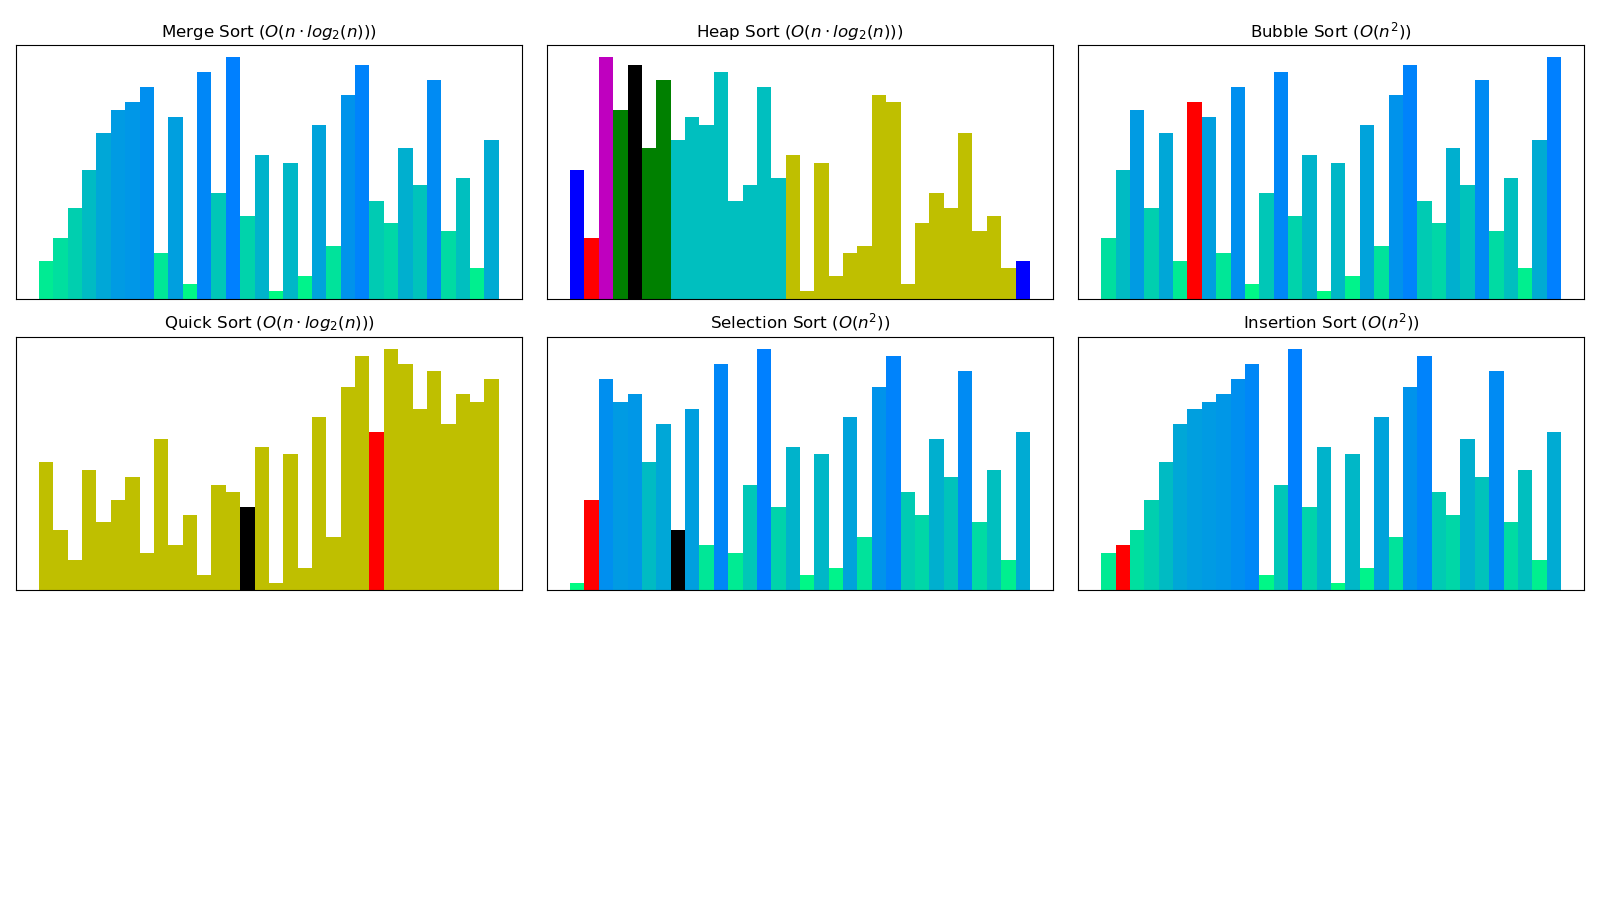 Merge Sort (O(n · log₂(n)))
Heap Sort (O(n · log₂(n)))
Bubble Sort (O(n²))
Quick Sort (O(n · log₂(n)))
Selection Sort (O(n²))
Insertion Sort (O(n²))